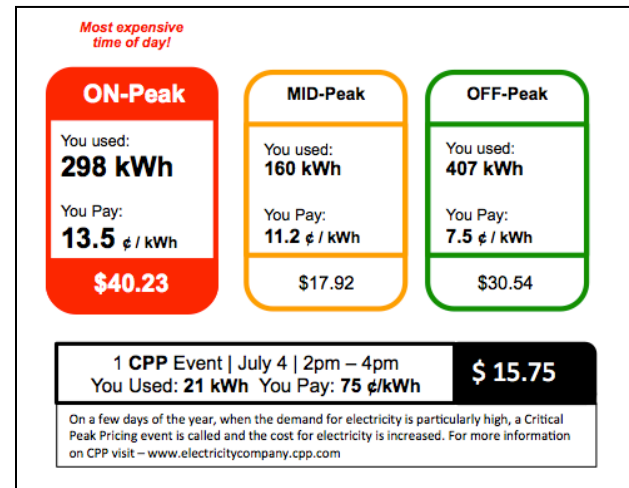 Most expensive
time of day!
ON-Peak
You used:
298 kWh
You Pay:
13.5 ¢ / kWh
$40.23
MID-Peak
You used:
160 kWh
You Pay:
11.2 ¢ / kWh
$17.92
OFF-Peak
You used:
407 kWh
You Pay:
7.5 ¢ / kWh
$30.54
1 CPP Event | July 4 | 2pm – 4pm
You Used: 21 kWh You Pay: 75 ¢/kWh
$ 15.75
On a few days of the year, when the demand for electricity is particularly high, a Critical
Peak Pricing event is called and the cost for electricity is increased. For more information
on CPP visit – www.electricitycompany.cpp.com